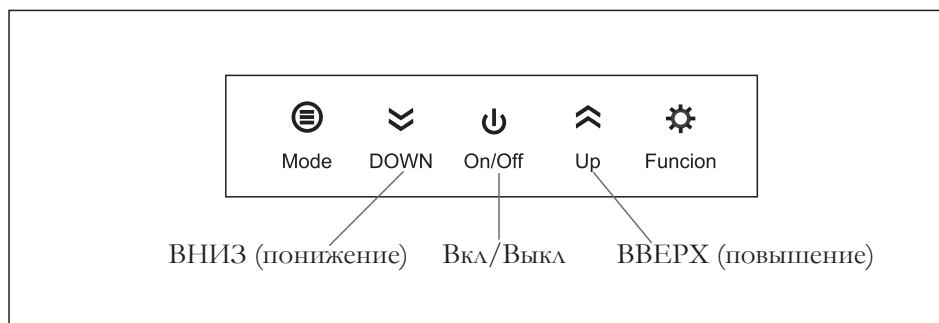 Mode DOWN On/Off Up Funcion
ВНИЗ (понижение) Вкл/Выкл ВВЕРХ (повышение)